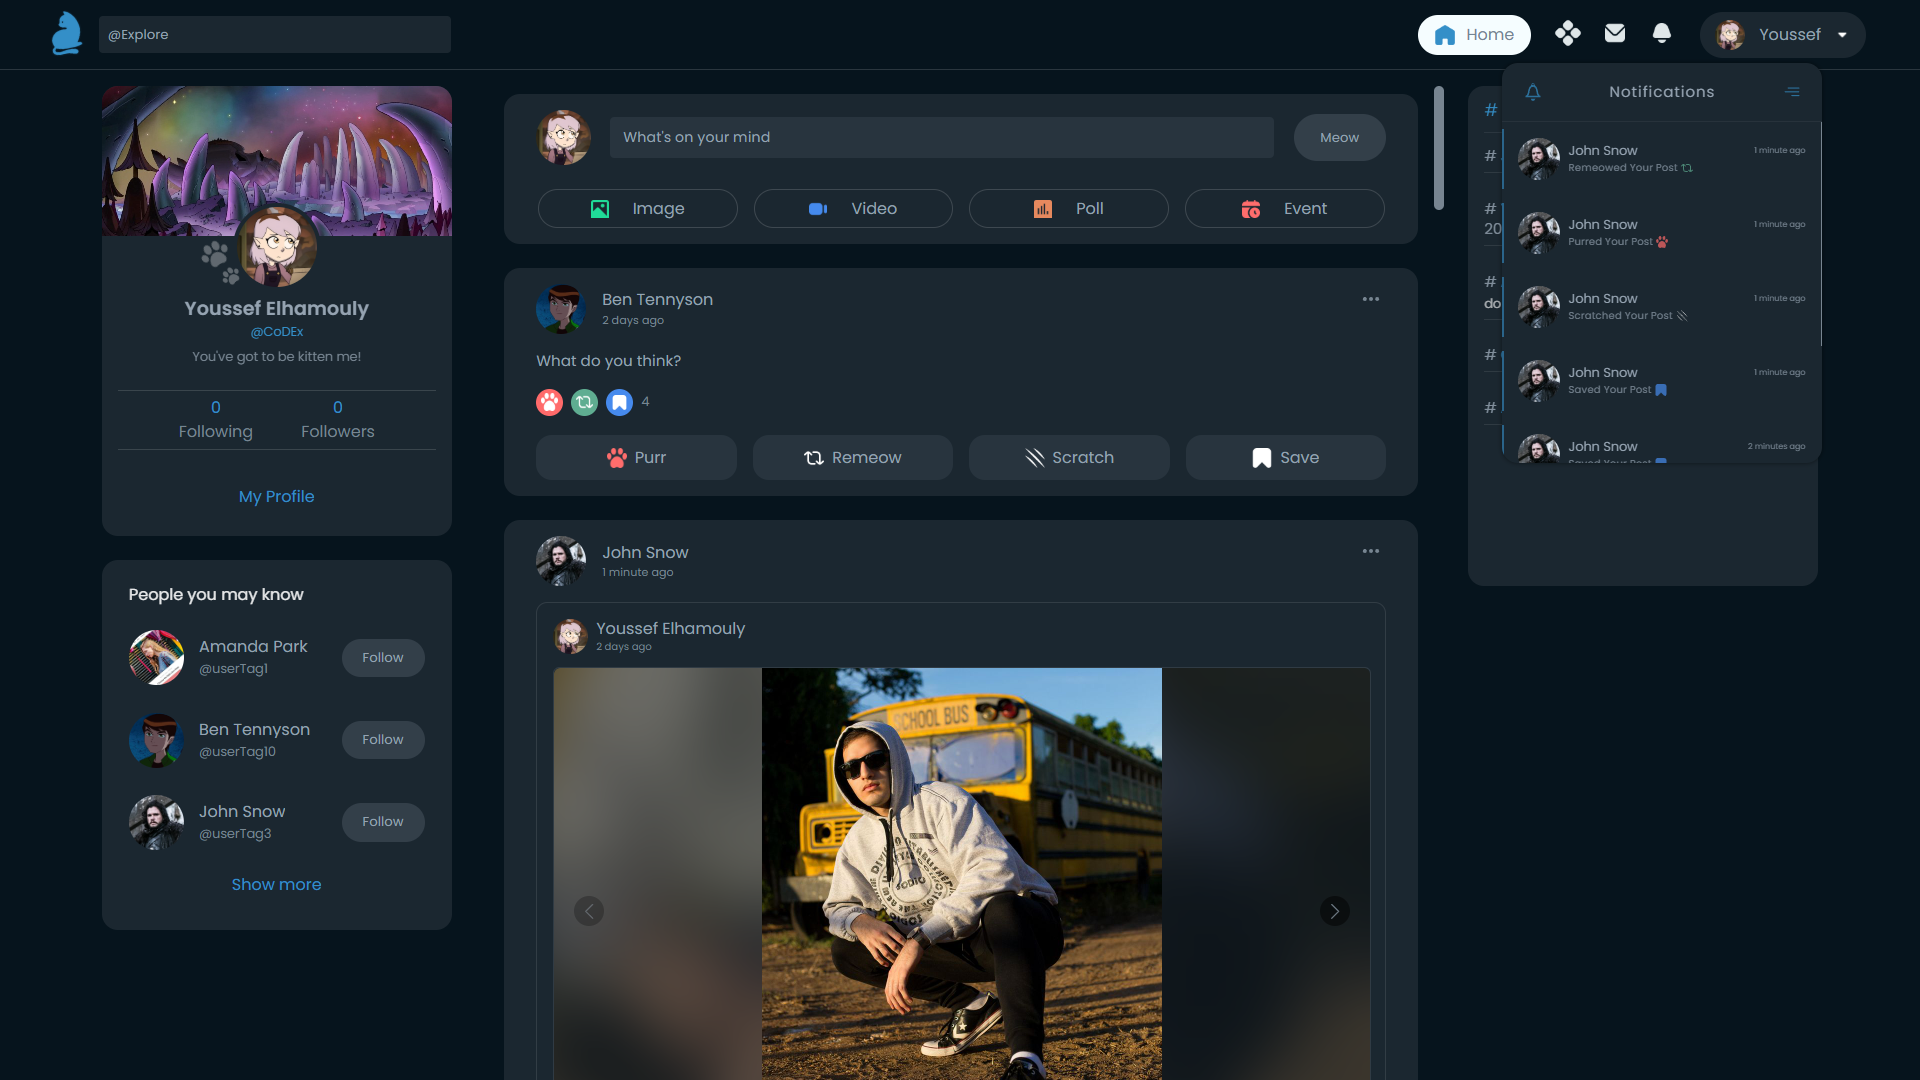 @Explore
Home
Youssef
What's on your mind
Meow
Image
Video
Poll
Event
Youssef Elhamouly
@CoDEx
You've got to be kitten me!
0
Following
0
Followers
My Profile
People you may know
Amanda Park
@userTag1
Follow
Ben Tennyson
@userTag10
Follow
John Snow
@userTag3
Follow
Show more
Ben Tennyson
2 days ago
What do you think?
4
Purr
Remeow
Scratch
Save
John Snow
1 minute ago
Youssef Elhamouly
2 days ago
SCHOOL BUS
#
#
#
20
#
do
#
#
Notifications
John Snow
1 minute ago
Remeowed Your Post
John Snow
1 minute ago
Purred Your Post
John Snow
1 minute ago
Scratched Your Post
John Snow
1 minute ago
Saved Your Post
John Snow
2 minutes ago
Saved Your Post